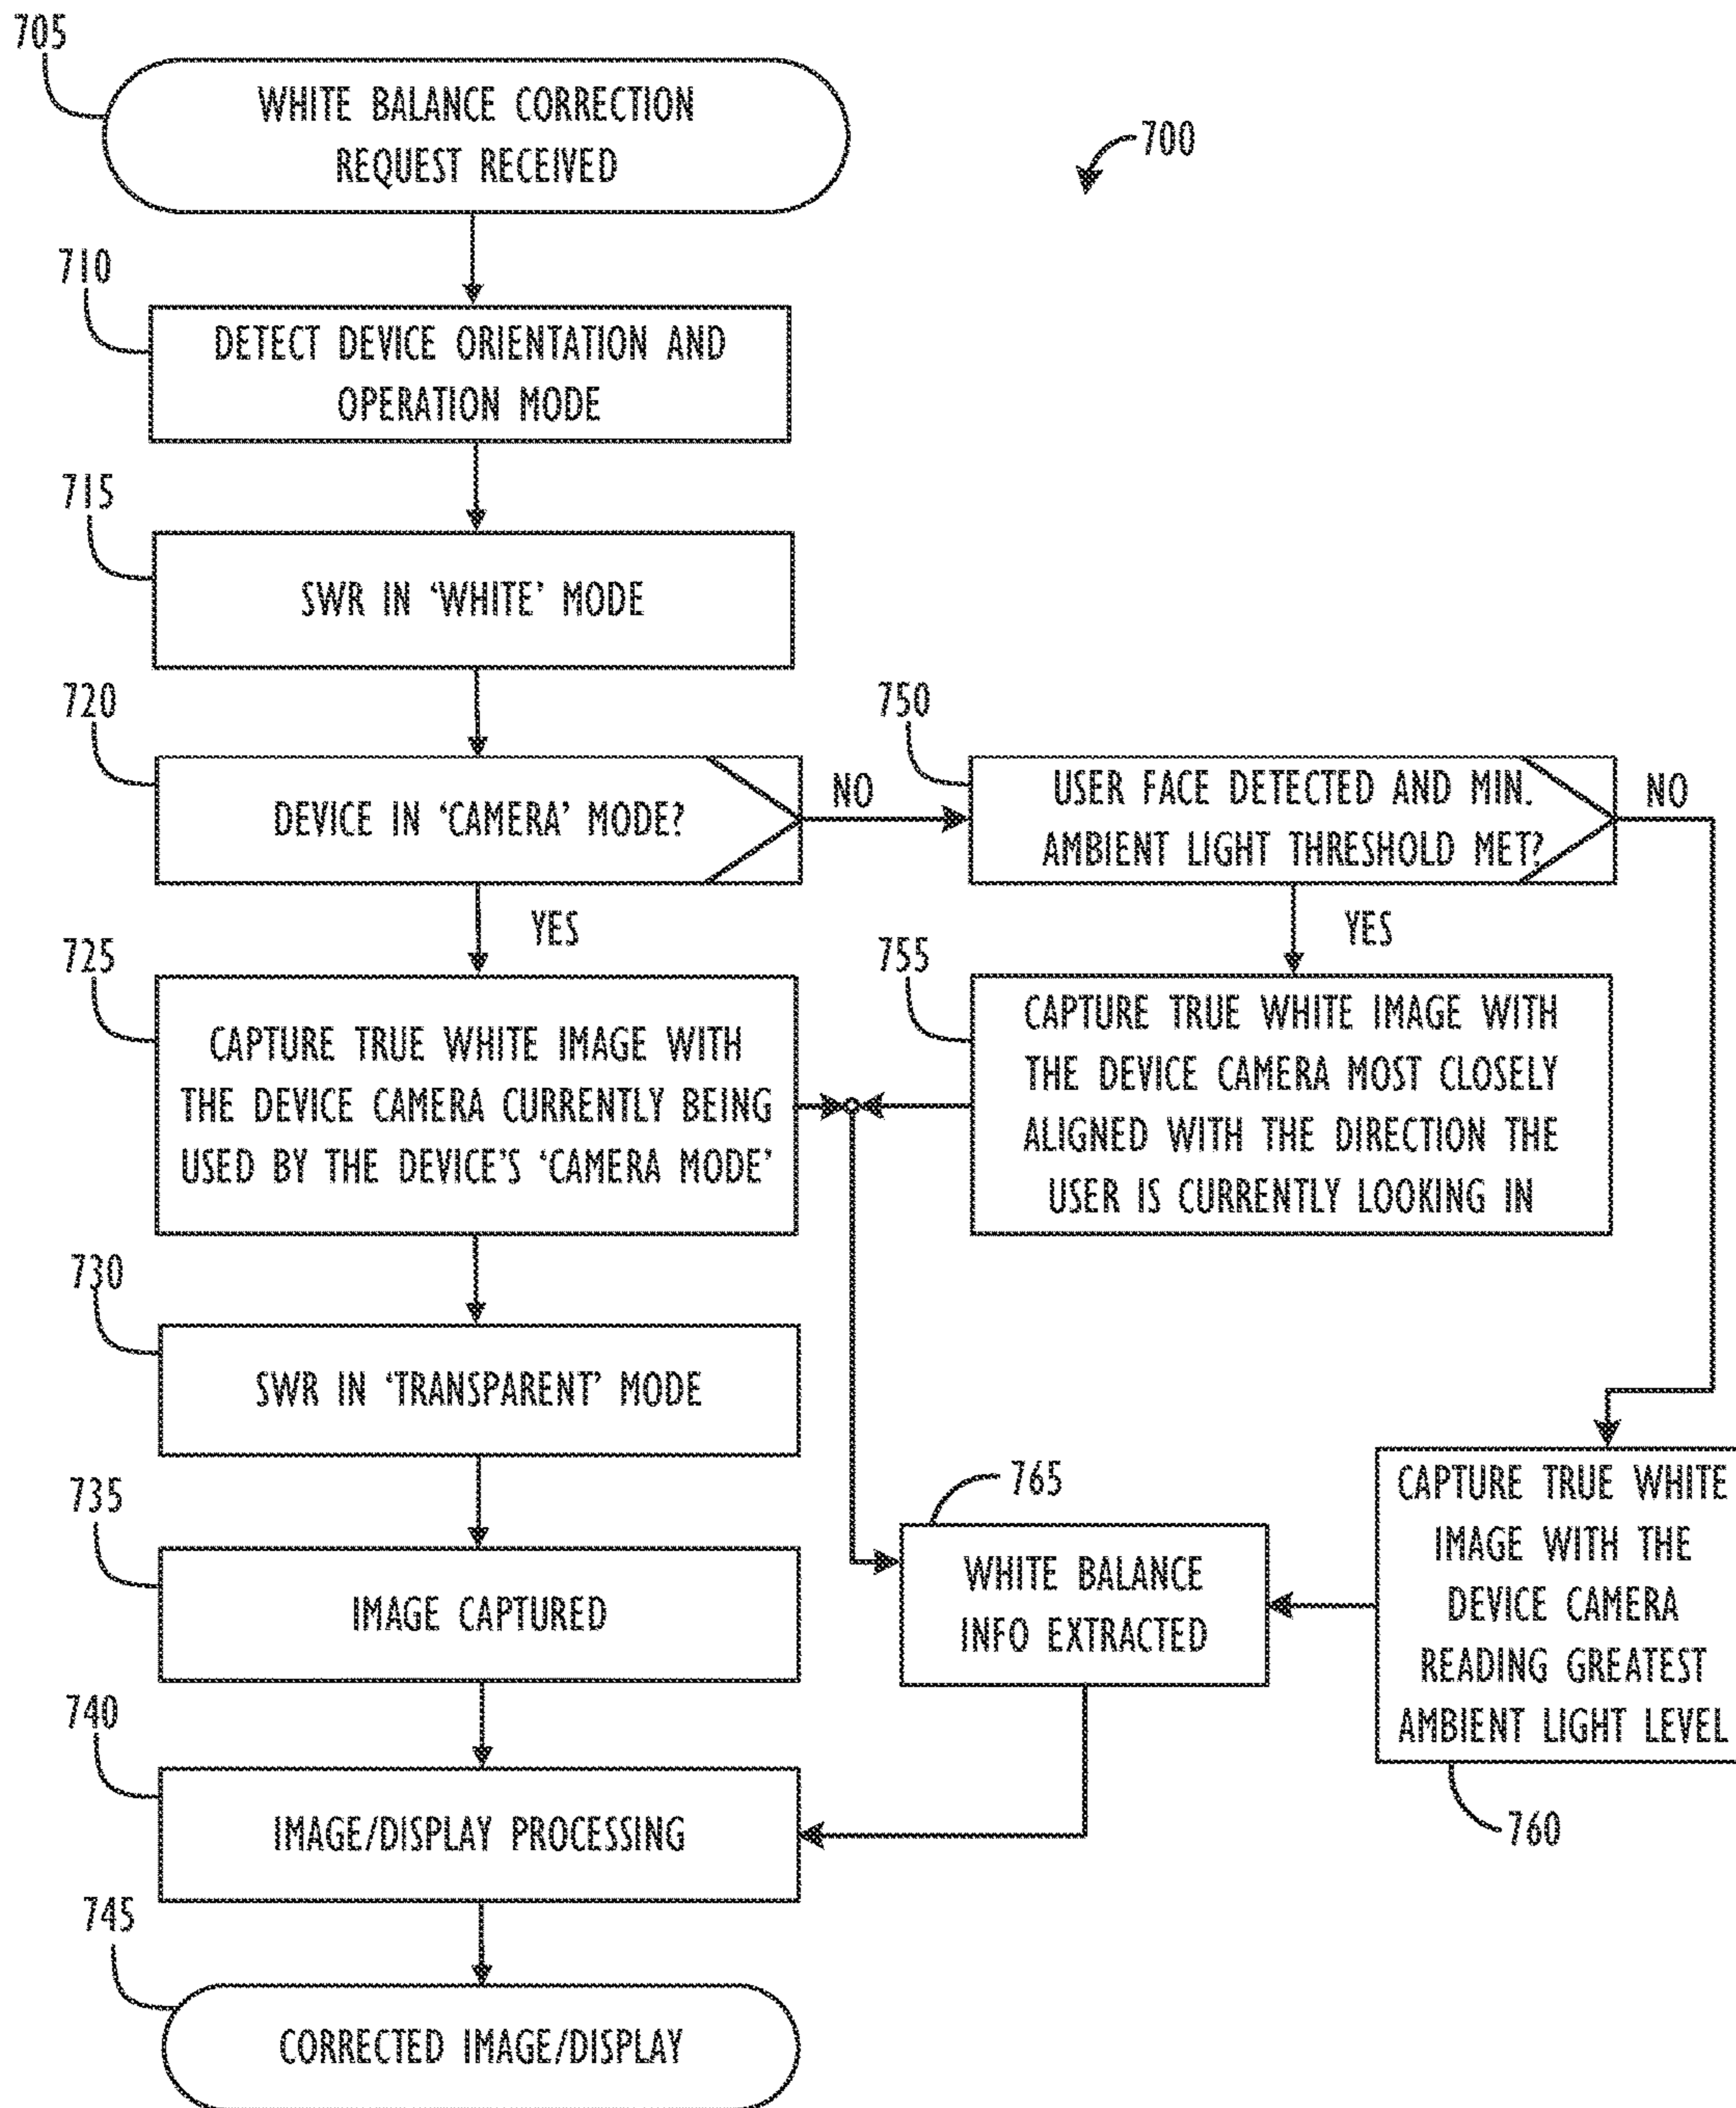 705
WHITE BALANCE CORRECTION
REQUEST RECEIVED
700
710
DETECT DEVICE ORIENTATION AND
OPERATION MODE
715
SWR IN ‘WHITE’ MODE
720
DEVICE IN ‘CAMERA’ MODE?
NO
YES
750
USER FACE DETECTED AND MIN.
AMBIENT LIGHT THRESHOLD MET?
NO
YES
725
CAPTURE TRUE WHITE IMAGE WITH
THE DEVICE CAMERA CURRENTLY BEING
USED BY THE DEVICE’S ‘CAMERA MODE’
755
CAPTURE TRUE WHITE IMAGE WITH
THE DEVICE CAMERA MOST CLOSELY
ALIGNED WITH THE DIRECTION THE
USER IS CURRENTLY LOOKING IN
730
SWR IN ‘TRANSPARENT’ MODE
735
IMAGE CAPTURED
765
WHITE BALANCE
INFO EXTRACTED
CAPTURE TRUE WHITE
IMAGE WITH THE
DEVICE CAMERA
READING GREATEST
AMBIENT LIGHT LEVEL
760
740
IMAGE/DISPLAY PROCESSING
745
CORRECTED IMAGE/DISPLAY